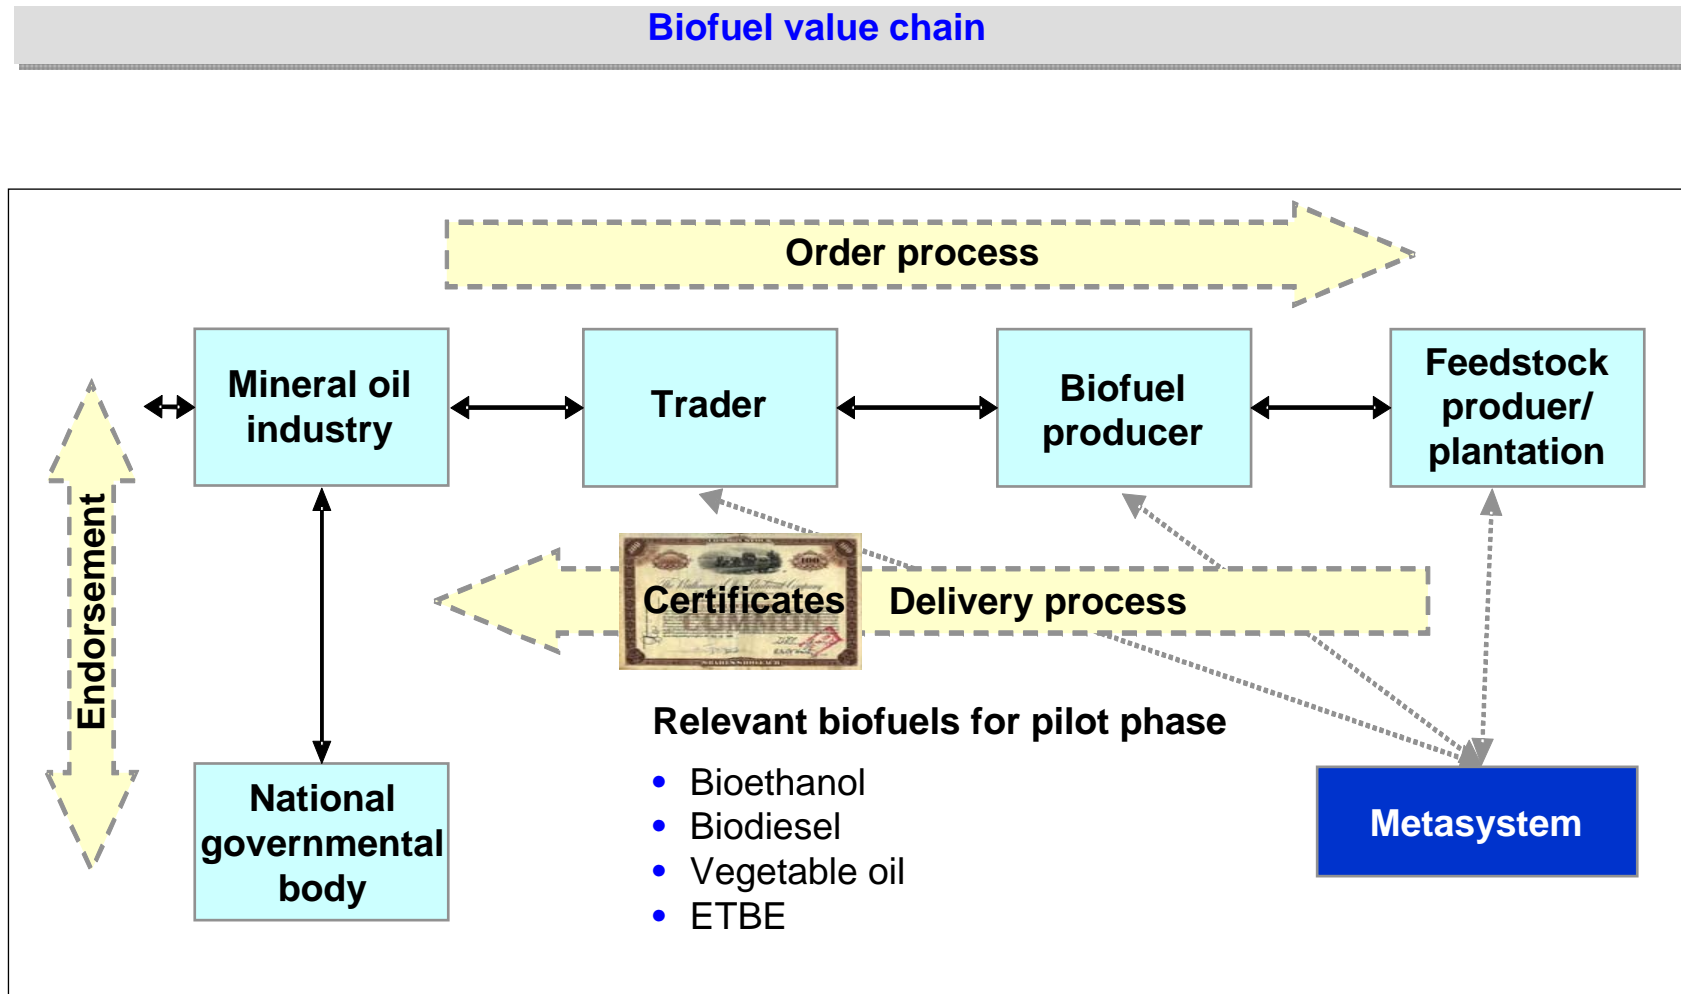 Biofuel value chain
Order process
Mineral oil
industry
Trader
Biofuel
producer
Feedstock
produer/
plantation
Endorsement
Certificates
COMMON
Delivery process
National
governmental
body
Relevant biofuels for pilot phase
• Bioethanol
• Biodiesel
• Vegetable oil
• ETBE
Metasystem